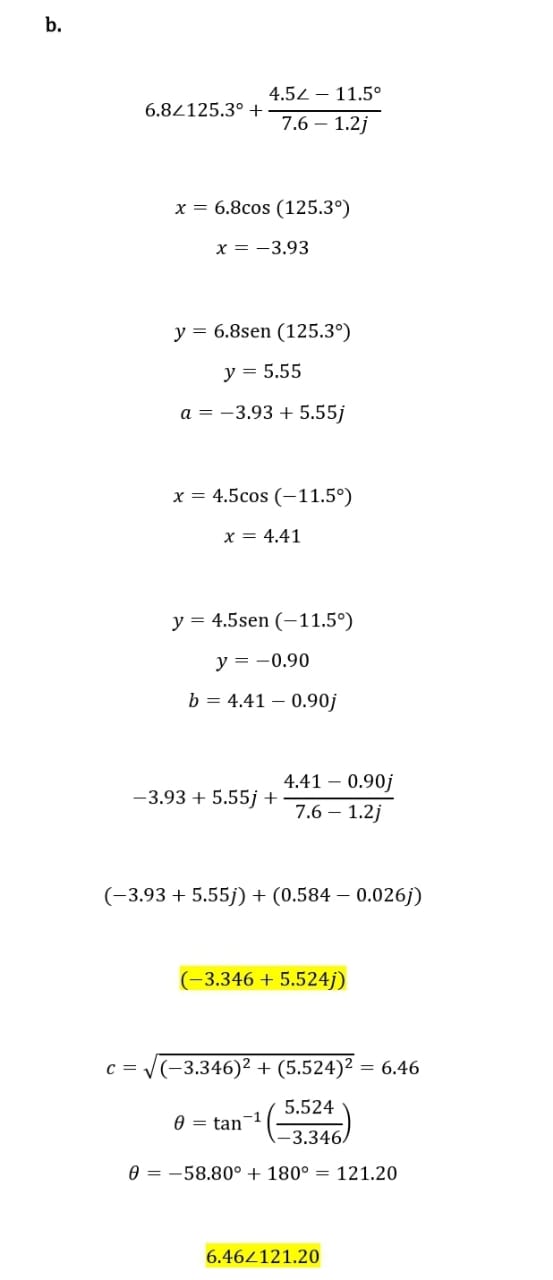 b.
6.8∠125.3° + \frac{4.5∠ − 11.5°}{7.6 − 1.2j}
x = 6.8cos (125.3°)
x = −3.93
y = 6.8sen (125.3°)
y = 5.55
a = −3.93 + 5.55j
x = 4.5cos (−11.5°)
x = 4.41
y = 4.5sen (−11.5°)
y = −0.90
b = 4.41 − 0.90j
−3.93 + 5.55j + \frac{4.41 − 0.90j}{7.6 − 1.2j}
(−3.93 + 5.55j) + (0.584 − 0.026j)
(−3.346 + 5.524j)
c = √((−3.346)² + (5.524)²) = 6.46
θ = tan⁻¹ (\frac{5.524}{−3.346})
θ = −58.80° + 180° = 121.20
6.46∠121.20